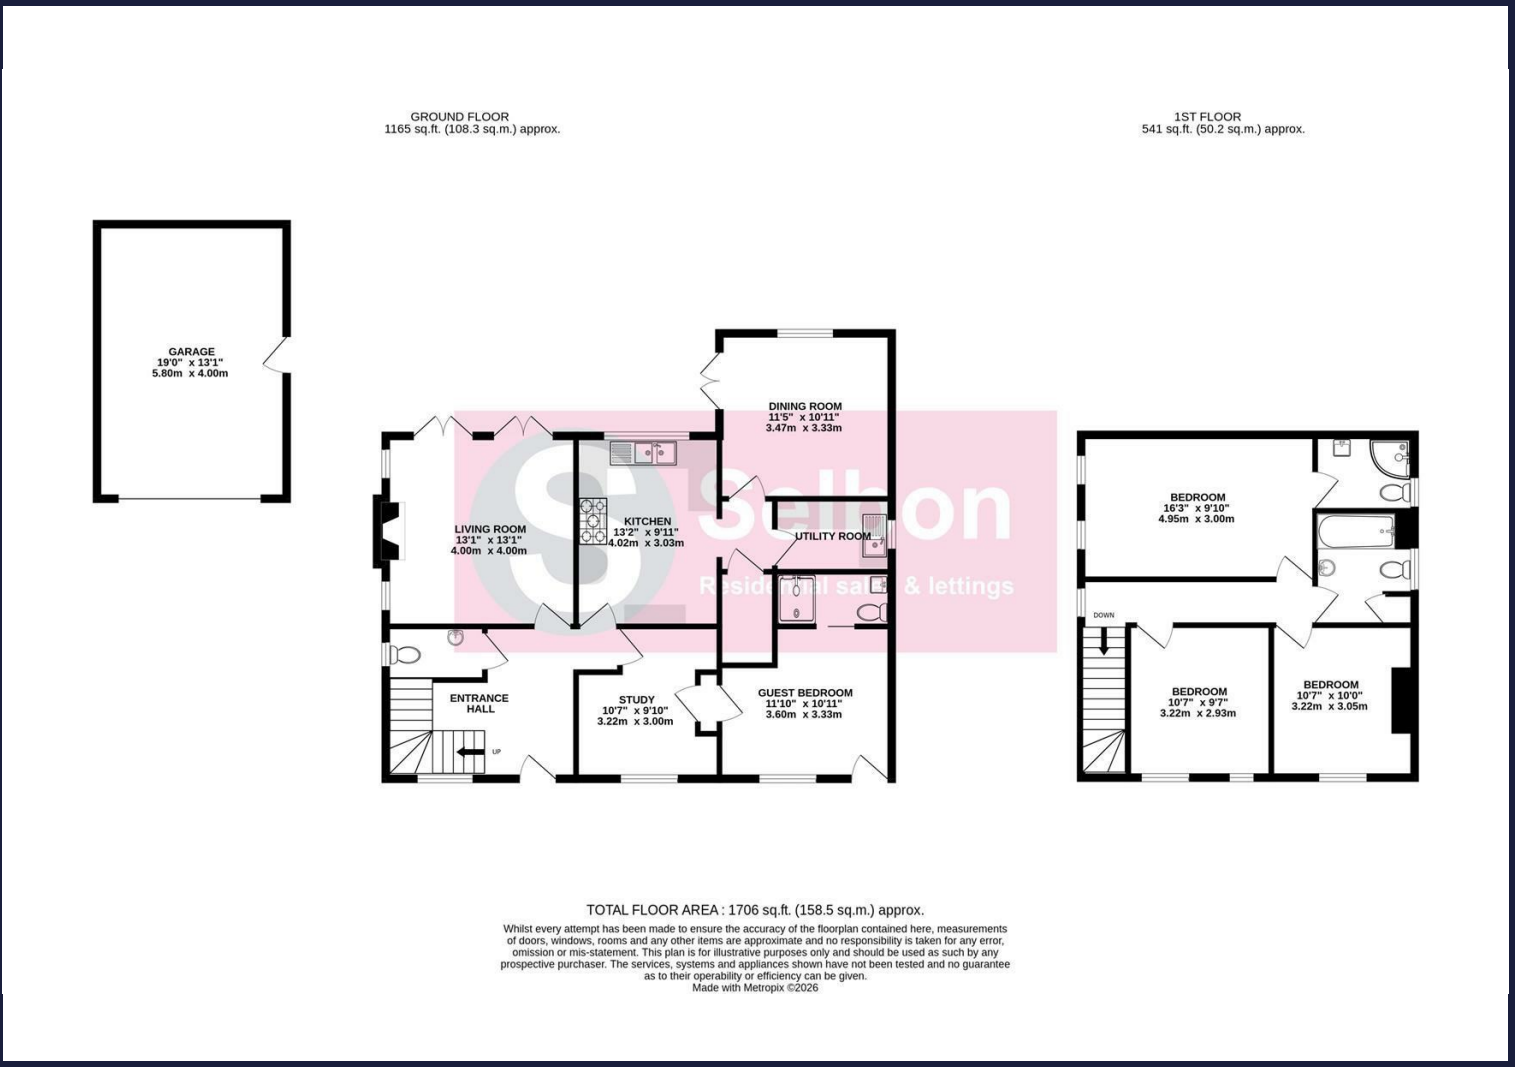 GROUND FLOOR
1165 sq.ft. (108.3 sq.m.) approx.
1ST FLOOR
541 sq.ft. (50.2 sq.m.) approx.
GARAGE
19'0" x 13'1"
5.80m x 4.00m
DINING ROOM
11'5" x 10'11"
3.47m x 3.33m
LIVING ROOM
13'1" x 13'1"
4.00m x 4.00m
KITCHEN
13'2" x 9'11"
4.02m x 3.03m
UTILITY ROOM
Selbon
Residential sales & lettings
ENTRANCE
HALL
UP
STUDY
10'7" x 9'10"
3.22m x 3.00m
GUEST BEDROOM
11'10" x 10'11"
3.60m x 3.33m
BEDROOM
16'3" x 9'10"
4.95m x 3.00m
DOWN
BEDROOM
10'7" x 9'7"
3.22m x 2.93m
BEDROOM
10'7" x 10'0"
3.22m x 3.05m
TOTAL FLOOR AREA : 1706 sq.ft. (158.5 sq.m.) approx.
Whilst every attempt has been made to ensure the accuracy of the floorplan contained here, measurements
of doors, windows, rooms and any other items are approximate and no responsibility is taken for any error,
omission or mis-statement. This plan is for illustrative purposes only and should be used as such by any
prospective purchaser. The services, systems and appliances shown have not been tested and no guarantee
as to their operability or efficiency can be given.
Made with Metropix ©2026